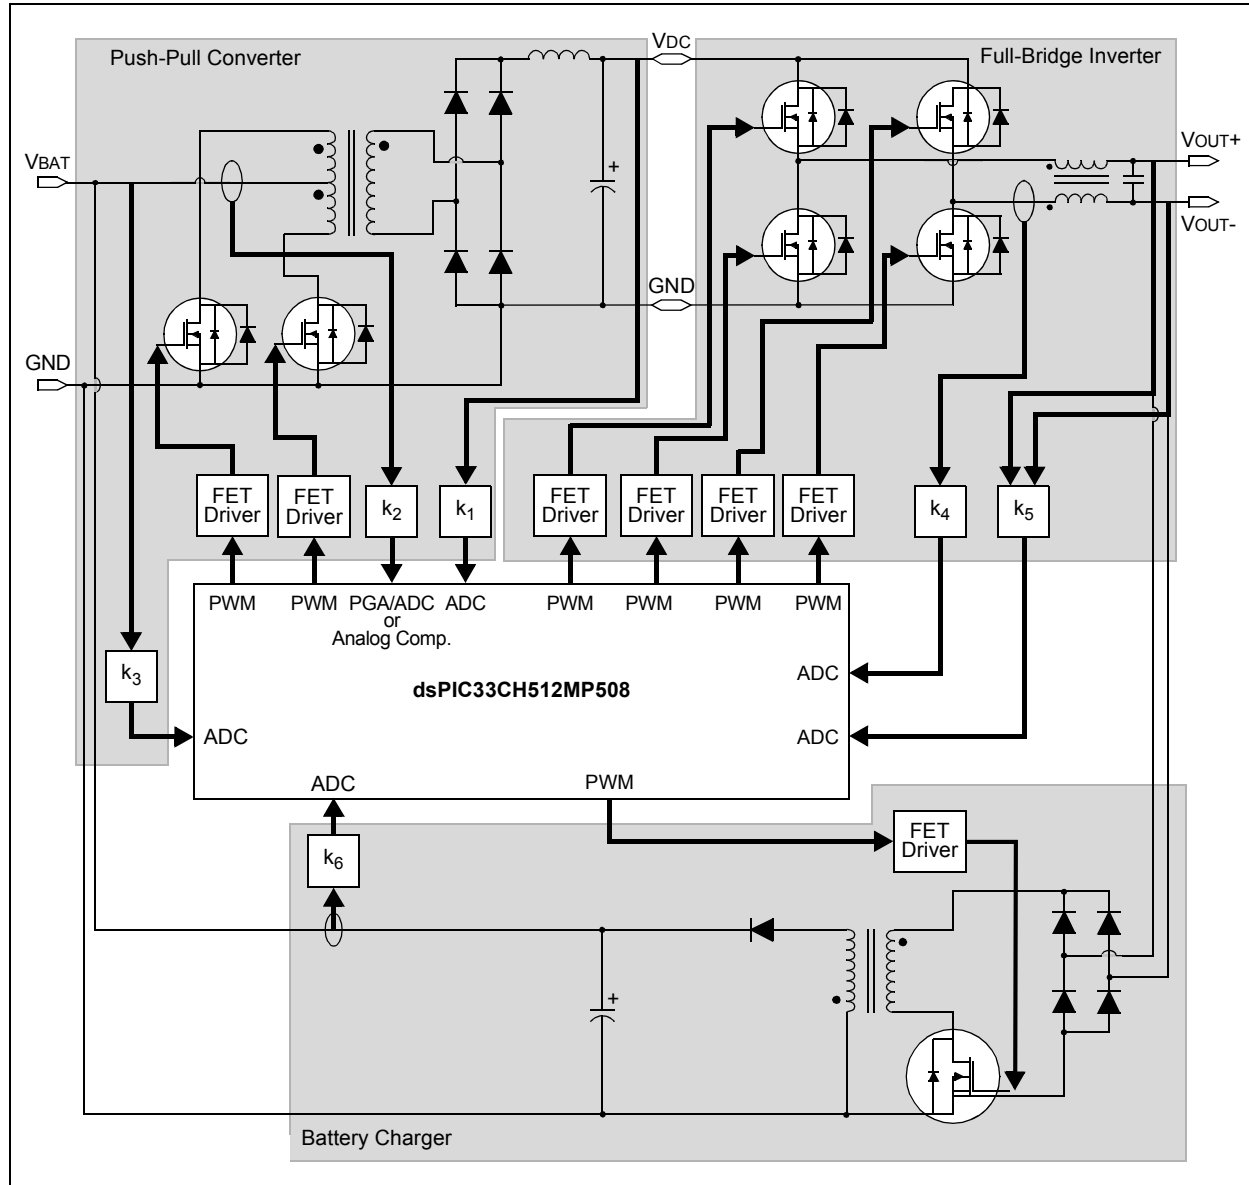 Push-Pull Converter
VDC
Full-Bridge Inverter
VBAT
VOUT+
VOUT-
+
GND
GND
FET
Driver
FET
Driver
k2
k1
FET
Driver
FET
Driver
FET
Driver
FET
Driver
k4
k5
PWM
PWM
PGA/ADC
or
Analog Comp.
ADC
PWM
PWM
PWM
PWM
k3
ADC
dsPIC33CH512MP508
ADC
ADC
ADC
PWM
k6
FET
Driver
+
Battery Charger